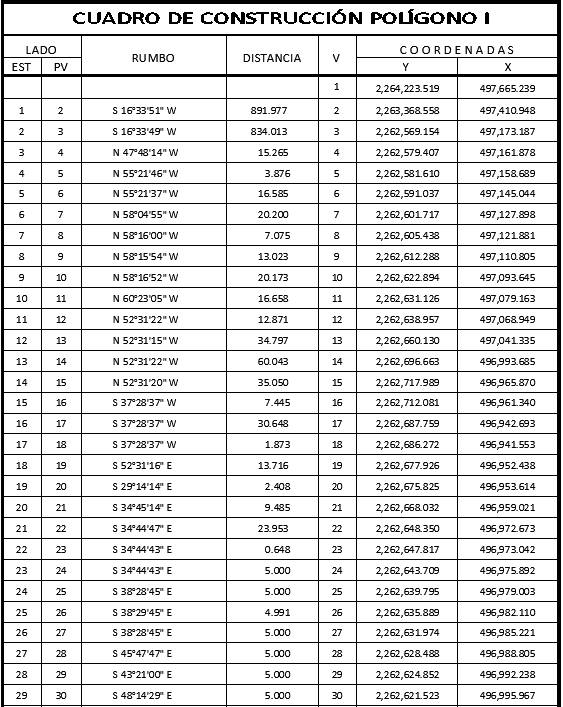 CUADRO DE CONSTRUCCIÓN POLÍGONO I
LADO RUMBO DISTANCIA V COORDENADAS
EST PV Y X
1 2,264,223.519 497,665.239
1 2 S 16°33'51" W 891.977 2 2,263,368.558 497,410.948
2 3 S 16°33'49" W 834.013 3 2,262,569.154 497,173.187
3 4 N 47°48'14" W 15.265 4 2,262,579.407 497,161.878
4 5 N 55°21'46" W 3.876 5 2,262,581.610 497,158.689
5 6 N 55°21'37" W 16.585 6 2,262,591.037 497,145.044
6 7 N 58°04'55" W 20.200 7 2,262,601.717 497,127.898
7 8 N 58°16'00" W 7.075 8 2,262,605.438 497,121.881
8 9 N 58°15'54" W 13.023 9 2,262,612.288 497,110.805
9 10 N 58°16'52" W 20.173 10 2,262,622.894 497,093.645
10 11 N 60°23'05" W 16.658 11 2,262,631.126 497,079.163
11 12 N 52°31'22" W 12.871 12 2,262,638.957 497,068.949
12 13 N 52°31'15" W 34.797 13 2,262,660.130 497,041.335
13 14 N 52°31'22" W 60.043 14 2,262,696.663 496,993.685
14 15 N 52°31'20" W 35.050 15 2,262,717.989 496,965.870
15 16 S 37°28'37" W 7.445 16 2,262,712.081 496,961.340
16 17 S 37°28'37" W 30.648 17 2,262,687.759 496,942.693
17 18 S 37°28'37" W 1.873 18 2,262,686.272 496,941.553
18 19 S 52°31'16" E 13.716 19 2,262,677.926 496,952.438
19 20 S 29°14'14" E 2.408 20 2,262,675.825 496,953.614
20 21 S 34°45'14" E 9.485 21 2,262,668.032 496,959.021
21 22 S 34°44'47" E 23.953 22 2,262,648.350 496,972.673
22 23 S 34°44'43" E 0.648 23 2,262,647.817 496,973.042
23 24 S 34°44'43" E 5.000 24 2,262,643.709 496,975.892
24 25 S 38°28'45" E 5.000 25 2,262,639.795 496,979.003
25 26 S 38°29'45" E 4.991 26 2,262,635.889 496,982.110
26 27 S 38°28'45" E 5.000 27 2,262,631.974 496,985.221
27 28 S 45°47'47" E 5.000 28 2,262,628.488 496,988.805
28 29 S 43°21'00" E 5.000 29 2,262,624.852 496,992.238
29 30 S 48°14'29" E 5.000 30 2,262,621.523 496,995.967